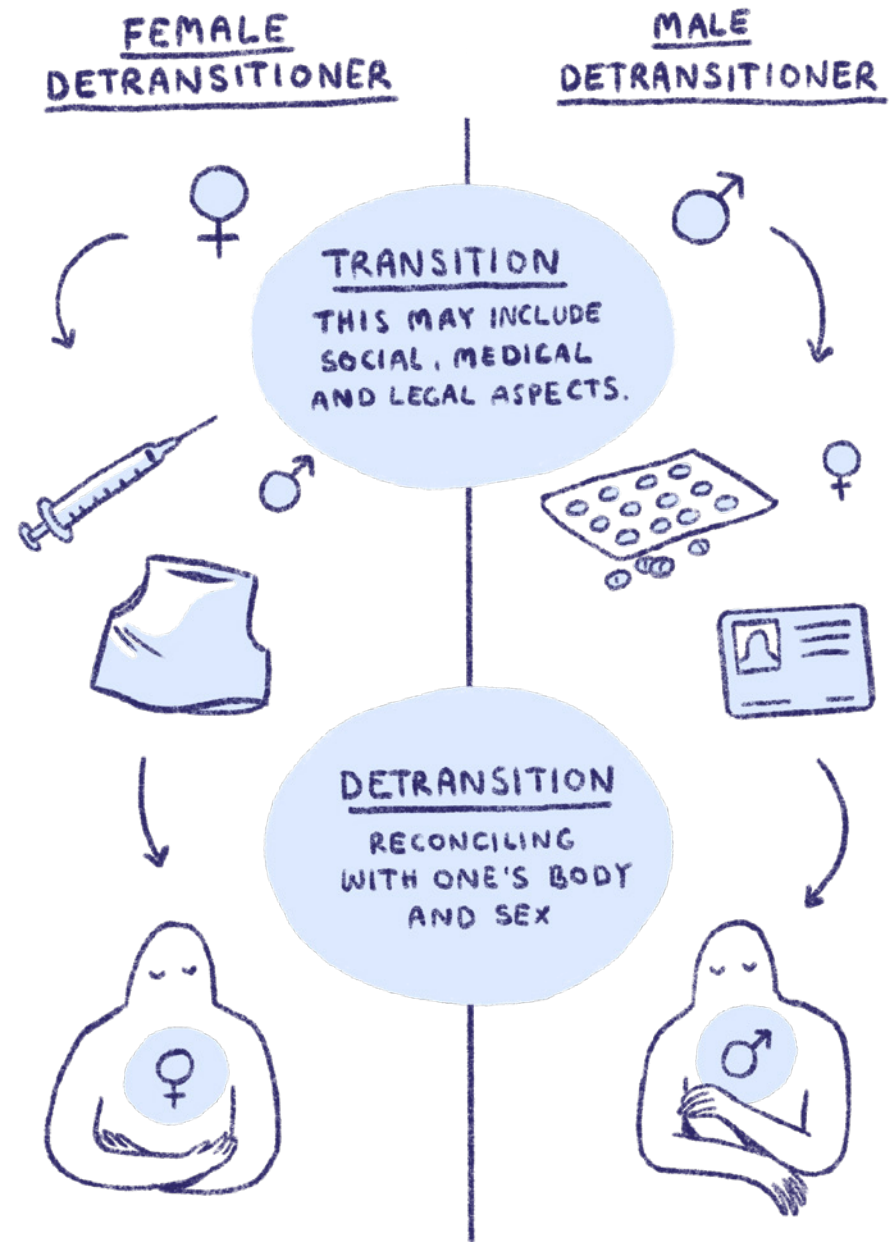 FEMALE
DETRANSITIONER
MALE
DETRANSITIONER
TRANSITION
THIS MAY INCLUDE
SOCIAL, MEDICAL
AND LEGAL ASPECTS.
DETRANSITION
RECONCILING
WITH ONE'S BODY
AND SEX